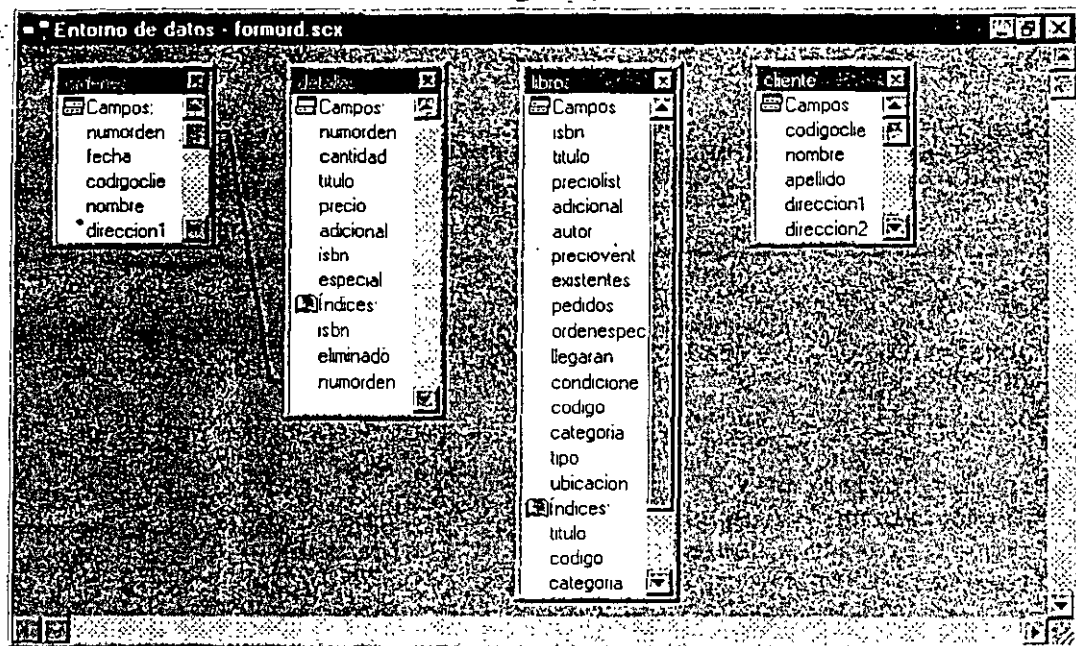 Entorno de datos - formord.scx
ordenes
Campos:
numorden
fecha
codigoclie
nombre
direccion1
detalles
Campos:
numorden
cantidad
titulo
precio
adicional
isbn
especial
Índices:
isbn
eliminado
numorden
libros
Campos
isbn
titulo
preciolist
adicional
autor
preciovent
existentes
pedidos
ordenespec
llegaran
condicione
codigo
categoria
tipo
ubicacion
Índices:
titulo
codigo
categoria
cliente
Campos
codigoclie
nombre
apellido
direccion1
direccion2